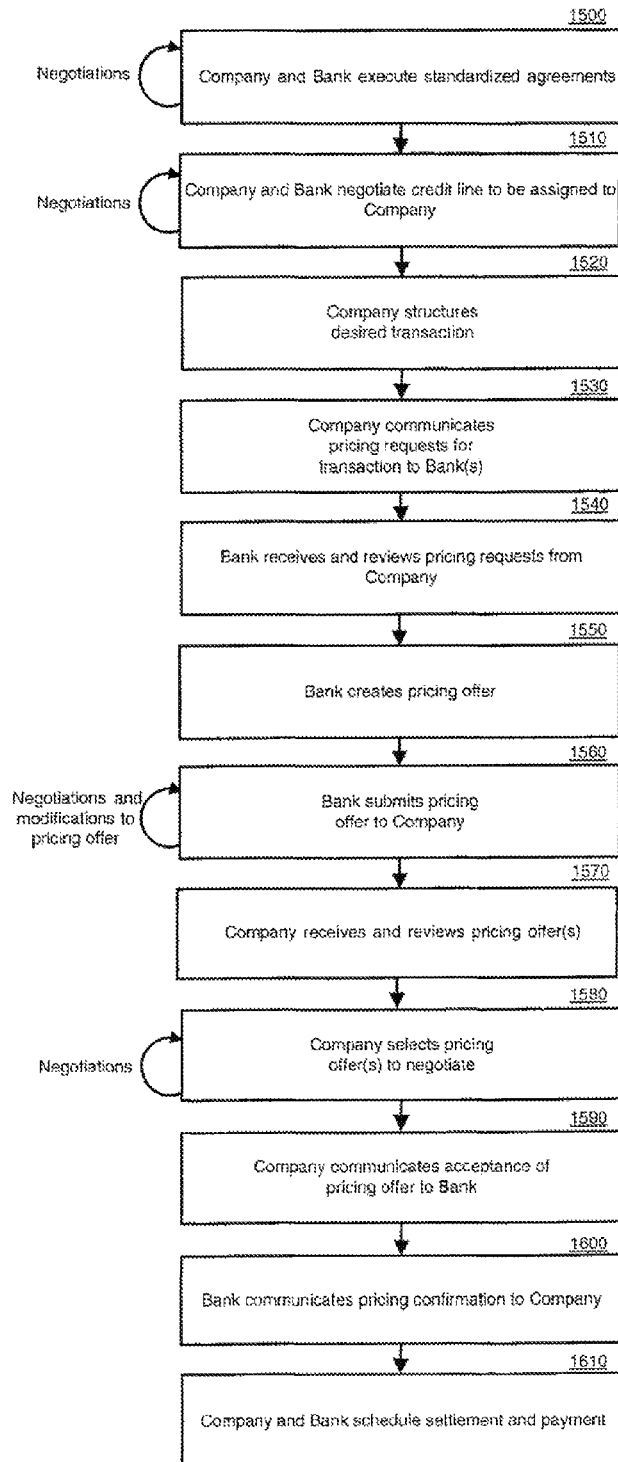 1500
Negotiations
Company and Bank execute standardized agreements
1510
Negotiations
Company and Bank negotiate credit line to be assigned to
Company
1520
Company structures
desired transaction
1530
Company communicates
pricing requests for
transaction to Bank(s)
1540
Bank receives and reviews pricing requests from
Company
1550
Bank creates pricing offer
1560
Negotiations and
modifications to
pricing offer
Bank submits pricing
offer to Company
1570
Company receives and reviews pricing offer(s)
1580
Negotiations
Company selects pricing
offer(s) to negotiate
1590
Company communicates acceptance of
pricing offer to Bank
1600
Bank communicates pricing confirmation to Company
1610
Company and Bank schedule settlement and payment